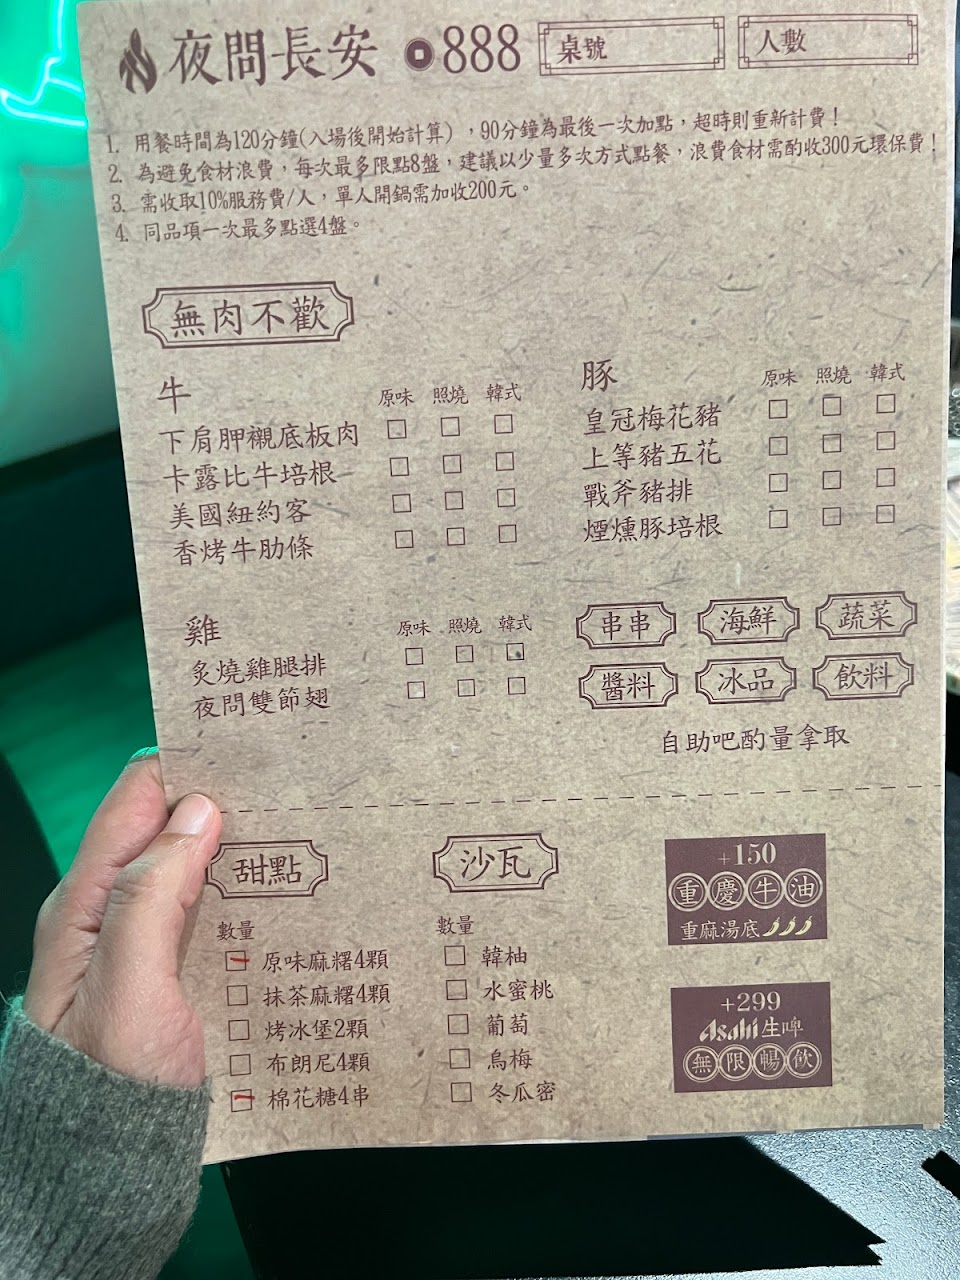 夜問長安 888 桌號 人數
1. 用餐時間為120分鐘(入場後開始計算)，90分鐘為最後一次加點，超時則重新計費！
2. 為避免食材浪費，每次最多限點8盤，建議以少量多次方式點餐，浪費食材需酌收300元環保費！
3. 需收取10%服務費/人，單人開鍋需加收200元。
4. 同品項一次最多點選4盤。
無肉不歡
牛 原味 照燒 韓式
下肩胛襯底板肉
卡露比牛培根
美國紐約客
香烤牛肋條
豚 原味 照燒 韓式
皇冠梅花豬
上等豬五花
戰斧豬排
煙燻豚培根
雞 原味 照燒 韓式
炙燒雞腿排
夜問雙節翅
串串 海鮮 蔬菜
醬料 冰品 飲料
自助吧酌量拿取
甜點
數量
原味麻糬4顆
抹茶麻糬4顆
烤冰堡2顆
布朗尼4顆
棉花糖4串
沙瓦
數量
韓柚
水蜜桃
葡萄
烏梅
冬瓜密
+150
重慶牛油
重麻湯底
+299
Asahi生啤
無限暢飲